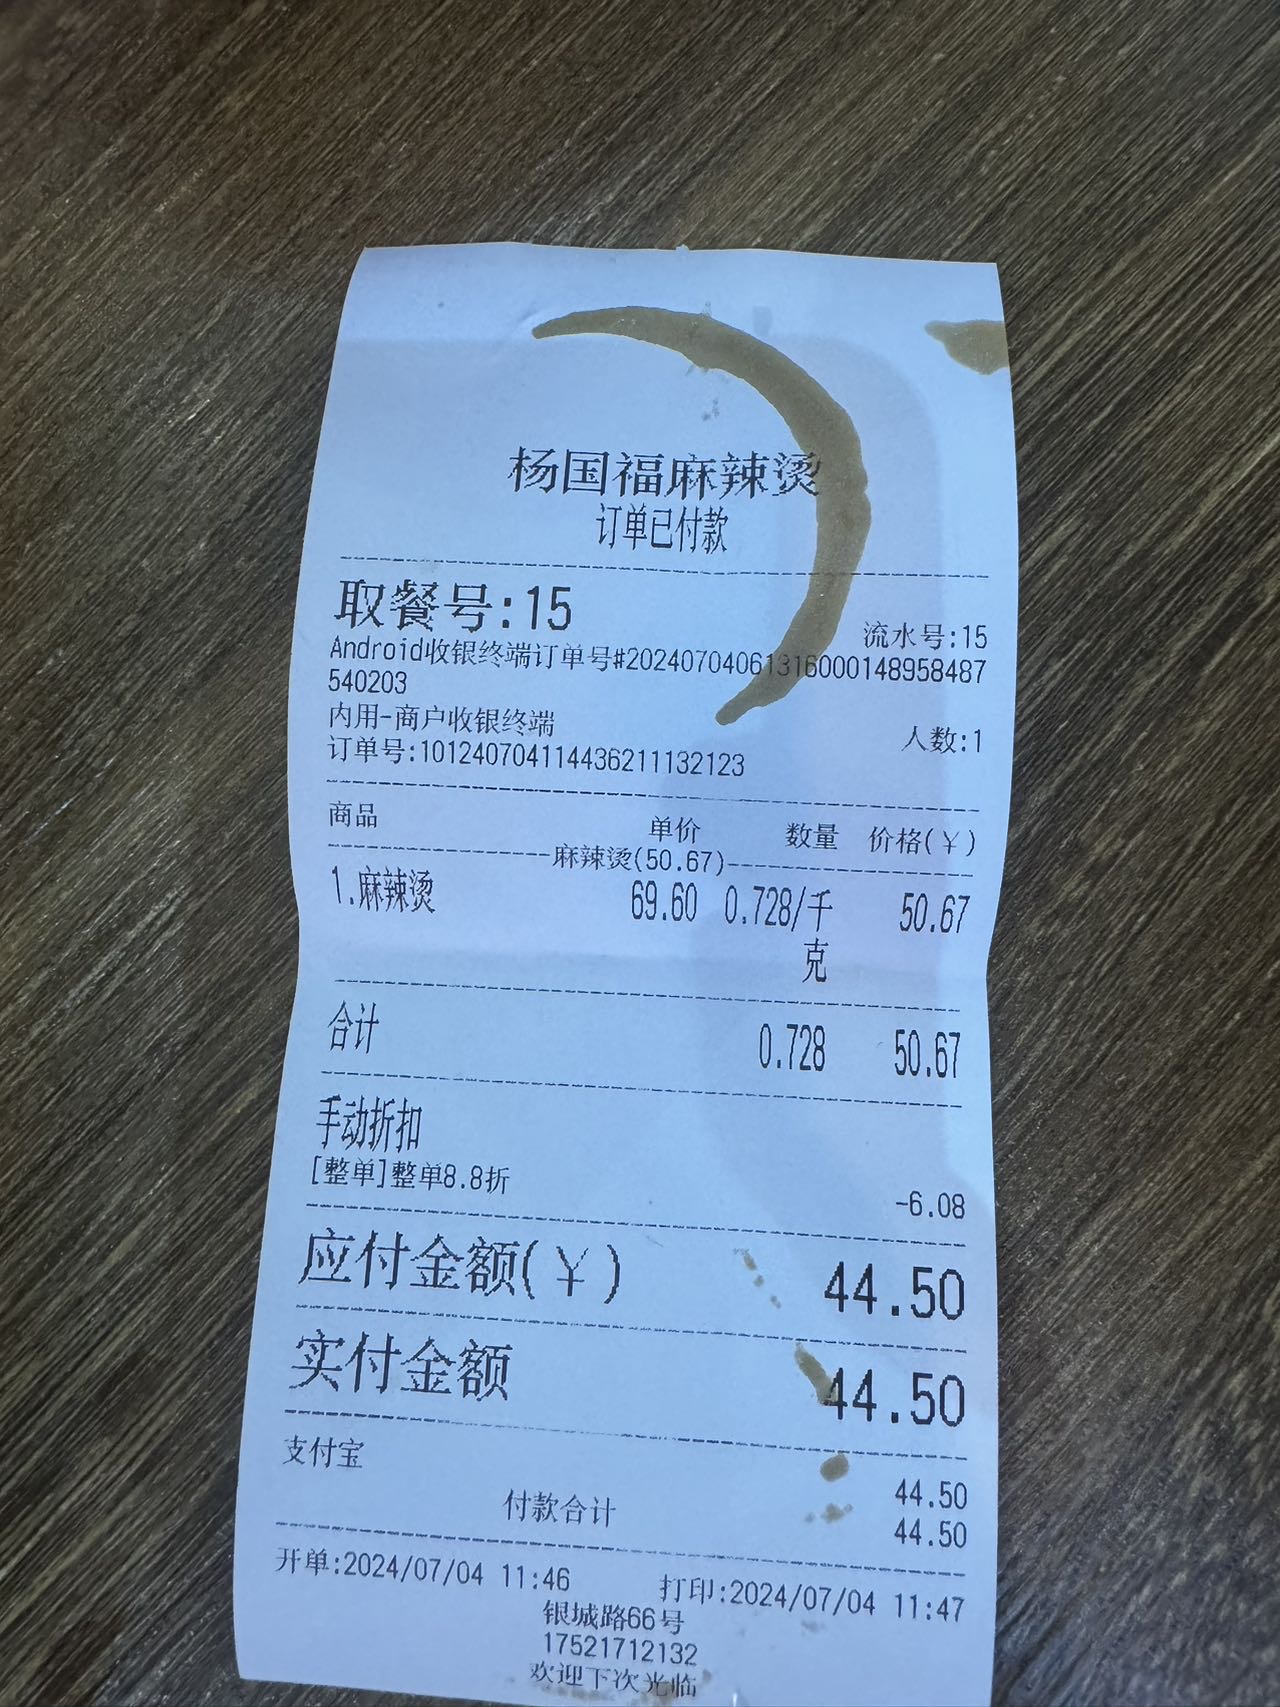 杨国福麻辣烫
订单已付款
取餐号:15
流水号:15
Android收银终端订单号#20240704061316000148958487
540203
内用-商户收银终端
人数:1
订单号:101240704114436211132123
商品 单价 数量 价格(￥)
麻辣烫(50.67)
1.麻辣烫 69.60 0.728/千 50.67
克
合计 0.728 50.67
手动折扣
[整单]整单8.8折 -6.08
应付金额(￥) 44.50
实付金额 44.50
支付宝 44.50
付款合计 44.50
开单:2024/07/04 11:46 打印:2024/07/04 11:47
银城路66号
17521712132
欢迎下次光临